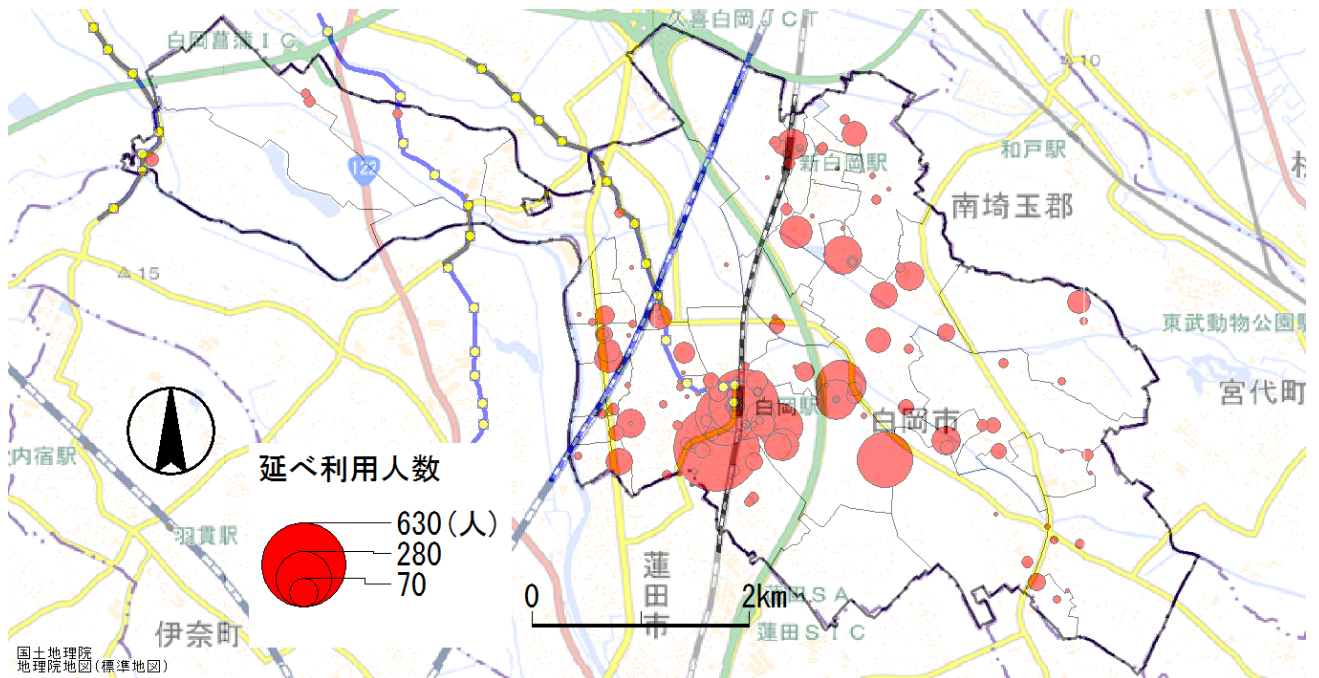 久喜白岡JCT
白岡菖蒲IC
10
和戸駅
新白岡駅
122
南埼玉郡
15
東武動物公園駅
宮代町
白岡駅
白岡市
内宿駅
延べ利用人数
630(人)
280
70
羽貫駅
蓮田市
0
2km
蓮田SA
蓮田SIC
伊奈町
国土地理院
地理院地図(標準地図)